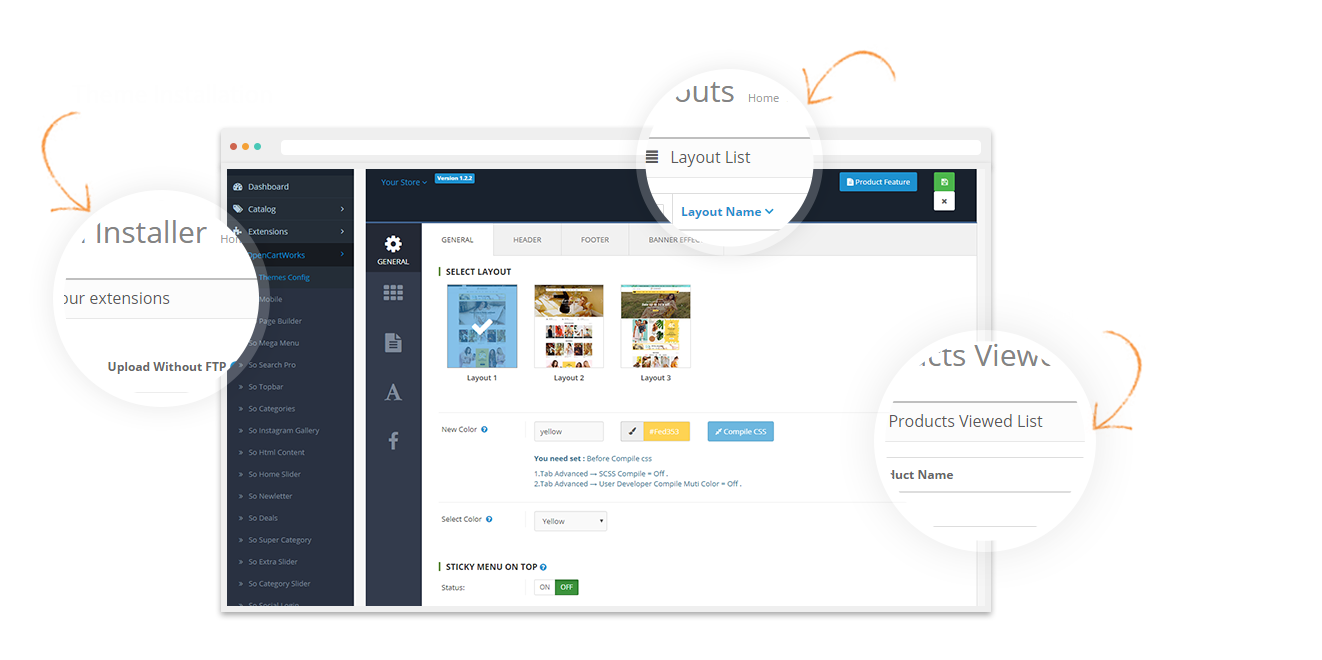 outs Home
Layout List
Layout Name
Installer
our extensions
Upload Without FTP
Dashboard
Catalog
Extensions
OpenCartWorks
Themes Config
Mobile
Page Builder
So Mega Menu
So Search Pro
So Topbar
So Categories
So Instagram Gallery
So Html Content
So Home Slider
So Newletter
So Deals
So Super Category
So Extra Slider
So Category Slider
So Social Login
Your Store Version 1.2.2
Product Feature
GENERAL
GENERAL HEADER FOOTER BANNER EFFEC
SELECT LAYOUT
Layout 1 Layout 2 Layout 3
New Color yellow #Fed353 Compile CSS
You need set : Before Compile css
1.Tab Advanced → SCSS Compile = Off .
2.Tab Advanced → User Developer Compile Muti Color = Off .
Select Color Yellow
STICKY MENU ON TOP
Status: ON OFF
cts View
Products Viewed List
duct Name